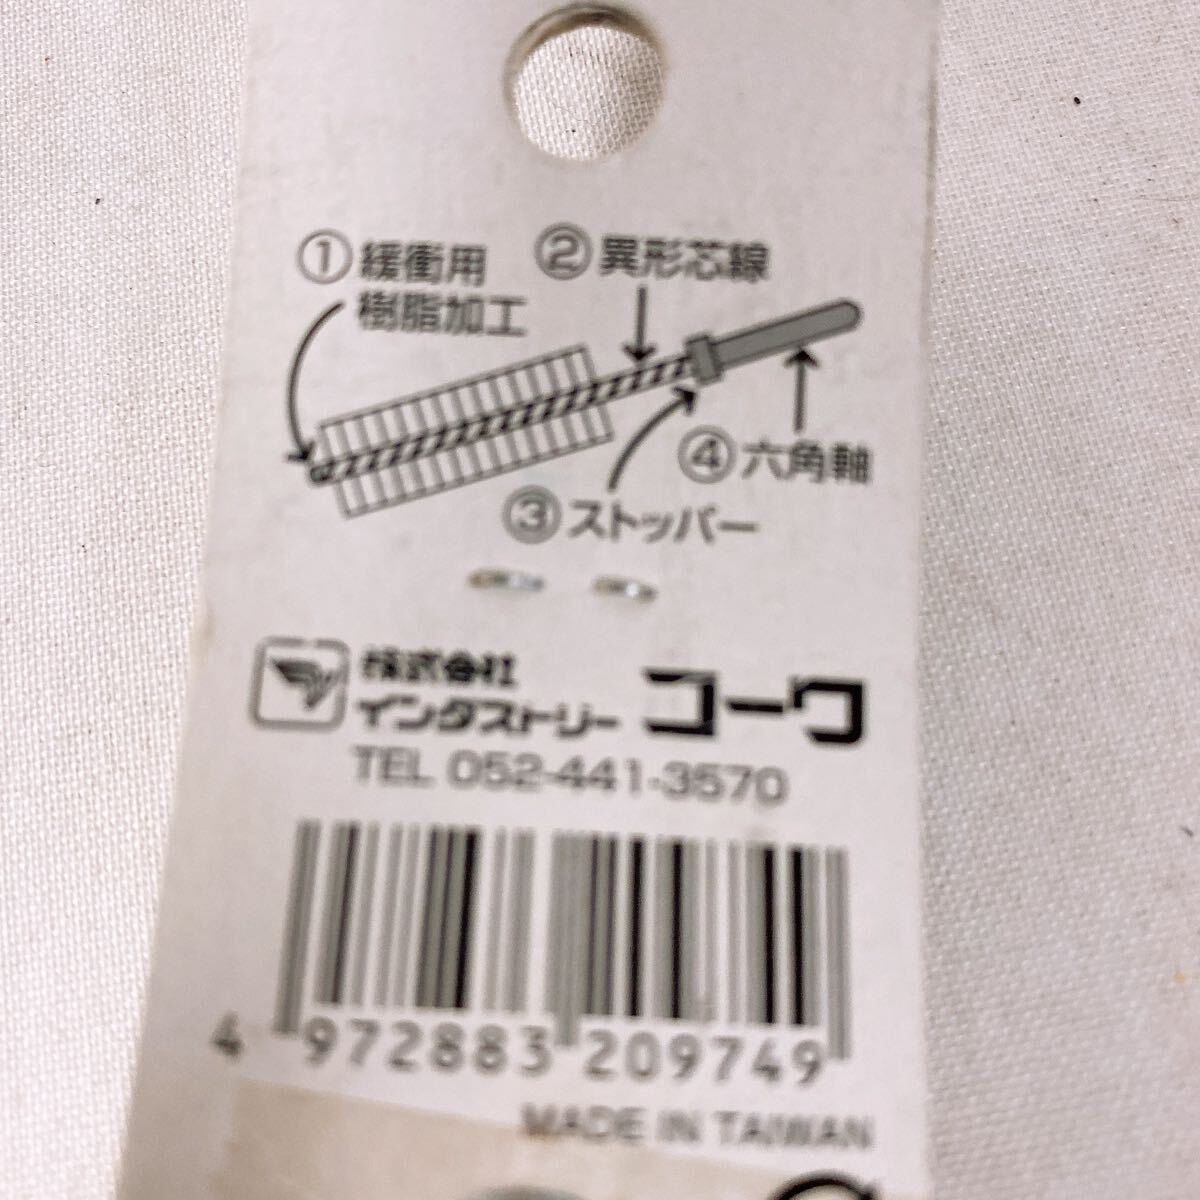 ①緩衝用
樹脂加工
②異形芯線
③ストッパー
④六角軸
株式会社
インダストリーコーワ
TEL 052-441-3570
4 972883 209749
MADE IN TAIWAN